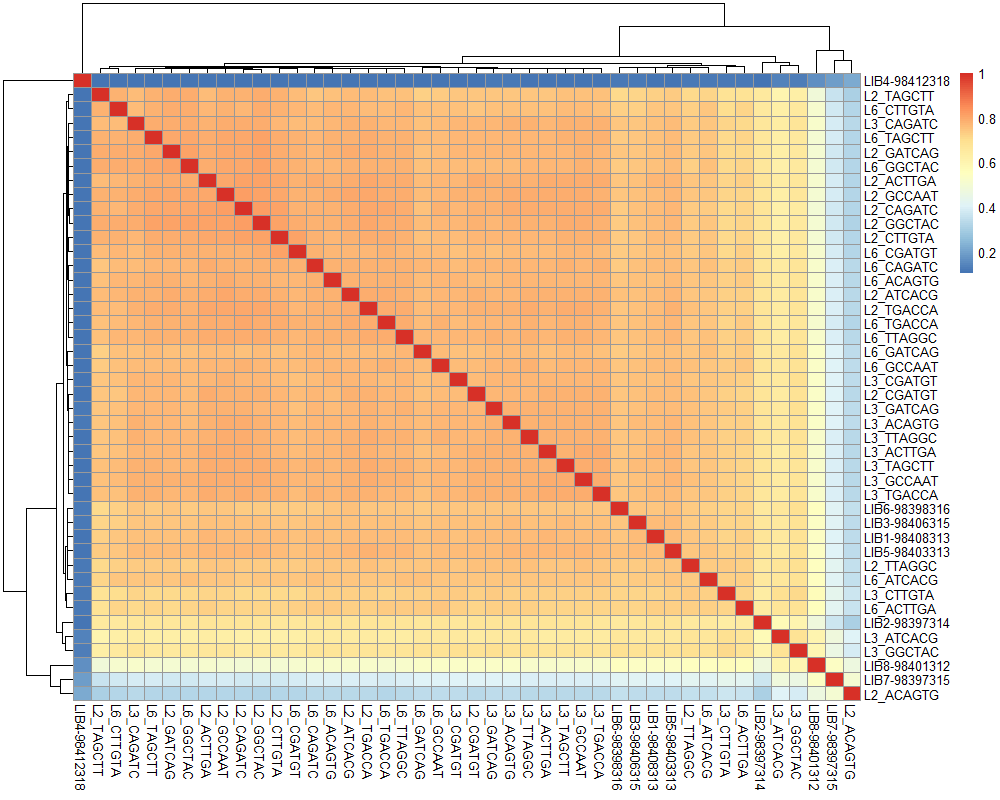 1
0.8
0.6
0.4
0.2
LIB4-98412318
L2_TAGCTT
L6_CTTGTA
L3_CAGATC
L6_TAGCTT
L2_GATCAG
L6_GGCTAC
L2_ACTTGA
L2_GCCAAT
L2_CAGATC
L2_GGCTAC
L2_CTTGTA
L6_CGATGT
L6_CAGATC
L6_ACAGTG
L2_ATCACG
L2_TGACCA
L6_TGACCA
L6_TTAGGC
L6_GATCAG
L6_GCCAAT
L3_CGATGT
L2_CGATGT
L3_GATCAG
L3_ACAGTG
L3_TTAGGC
L3_ACTTGA
L3_TAGCTT
L3_GCCAAT
L3_TGACCA
LIB6-98398316
LIB3-98406315
LIB1-98408313
LIB5-98403313
L2_TTAGGC
L6_ATCACG
L3_CTTGTA
L6_ACTTGA
LIB2-98397314
L3_ATCACG
L3_GGCTAC
LIB8-98401312
LIB7-98397315
L2_ACAGTG
LIB4-98412318
L2_TAGCTT
L6_CTTGTA
L3_CAGATC
L6_TAGCTT
L2_GATCAG
L6_GGCTAC
L2_ACTTGA
L2_GCCAAT
L2_CAGATC
L2_GGCTAC
L2_CTTGTA
L6_CGATGT
L6_CAGATC
L6_ACAGTG
L2_ATCACG
L2_TGACCA
L6_TGACCA
L6_TTAGGC
L6_GATCAG
L6_GCCAAT
L3_CGATGT
L2_CGATGT
L3_GATCAG
L3_ACAGTG
L3_TTAGGC
L3_ACTTGA
L3_TAGCTT
L3_GCCAAT
L3_TGACCA
LIB6-98398316
LIB3-98406315
LIB1-98408313
LIB5-98403313
L2_TTAGGC
L6_ATCACG
L3_CTTGTA
L6_ACTTGA
LIB2-98397314
L3_ATCACG
L3_GGCTAC
LIB8-98401312
LIB7-98397315
L2_ACAGTG